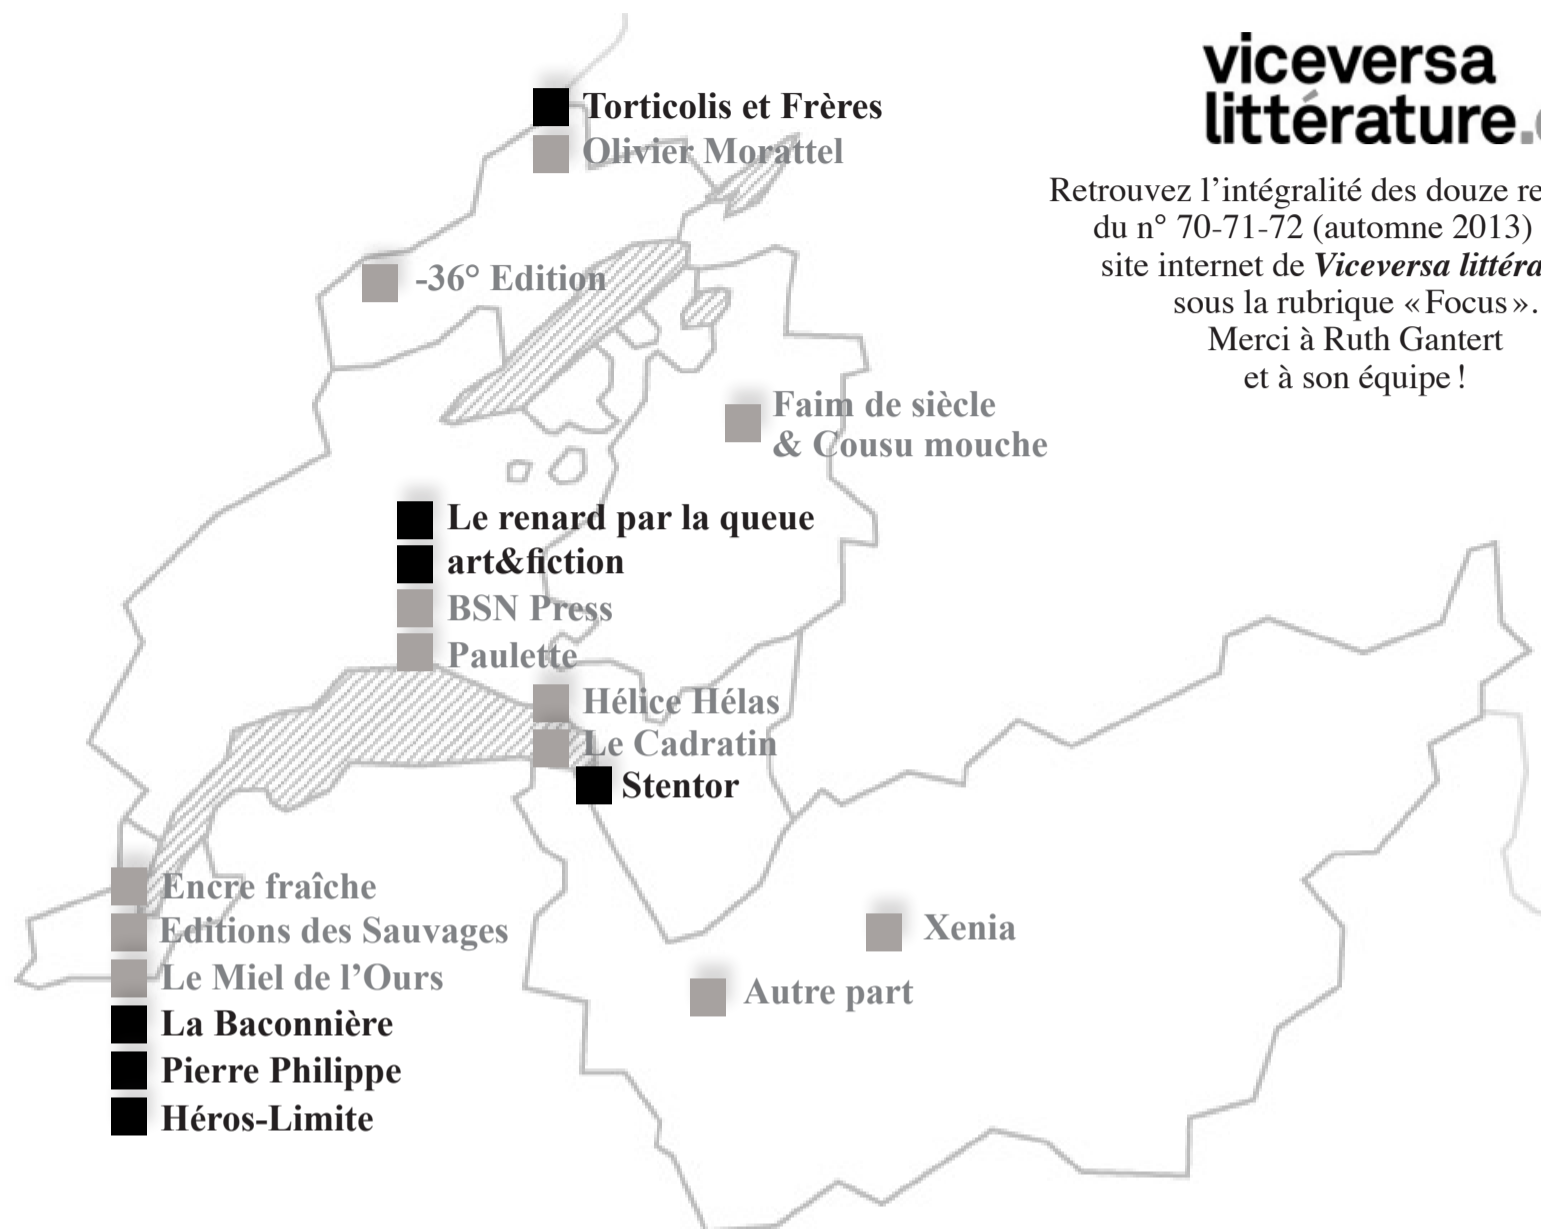 viceversa
littérature.
Retrouvez l’intégralité des douze
du n° 70-71-72 (automne 2013)
site internet de Viceversa
sous la rubrique « Focus ».
Merci à Ruth Gantert
et à son équipe !
Torticolis et Frères
Olivier Morattel
-36° Edition
Faim de siècle
& Cousu mouche
Le renard par la queue
art&fiction
BSN Press
Paulette
Hélice Hélas
Le Cadratin
Stentor
Encre fraîche
Editions des Sauvages
Le Miel de l’Ours
La Baconnière
Pierre Philippe
Héros-Limite
Xenia
Autre part